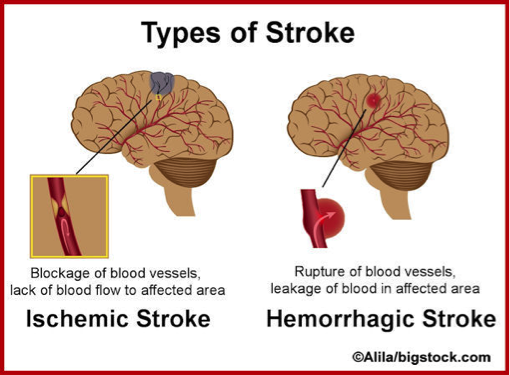 Types of Stroke
Blockage of blood vessels,
lack of blood flow to affected area
Ischemic Stroke
Rupture of blood vessels,
leakage of blood in affected area
Hemorrhagic Stroke
©Alila/bigstock.com